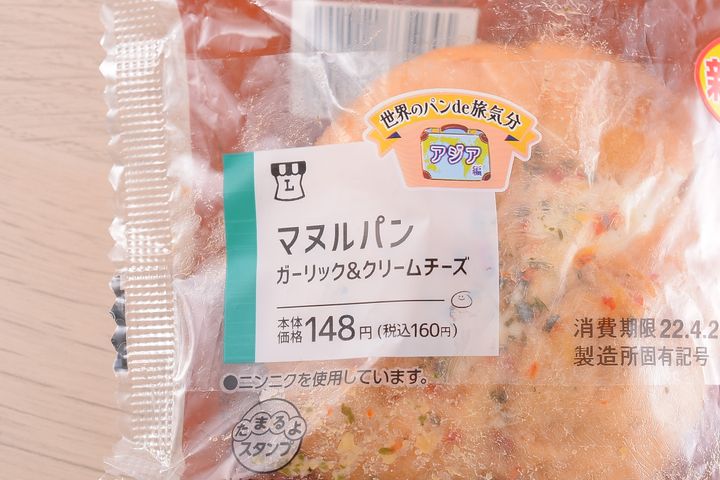 世界のパンde旅気分
アジア
編
新
L
マヌルパン
ガーリック&クリームチーズ
本体
価格 148円 (税込160円)
消費期限 22.4.2
製造所固有記号
●ニンニクを使用しています。
たまるよ
スタンプ